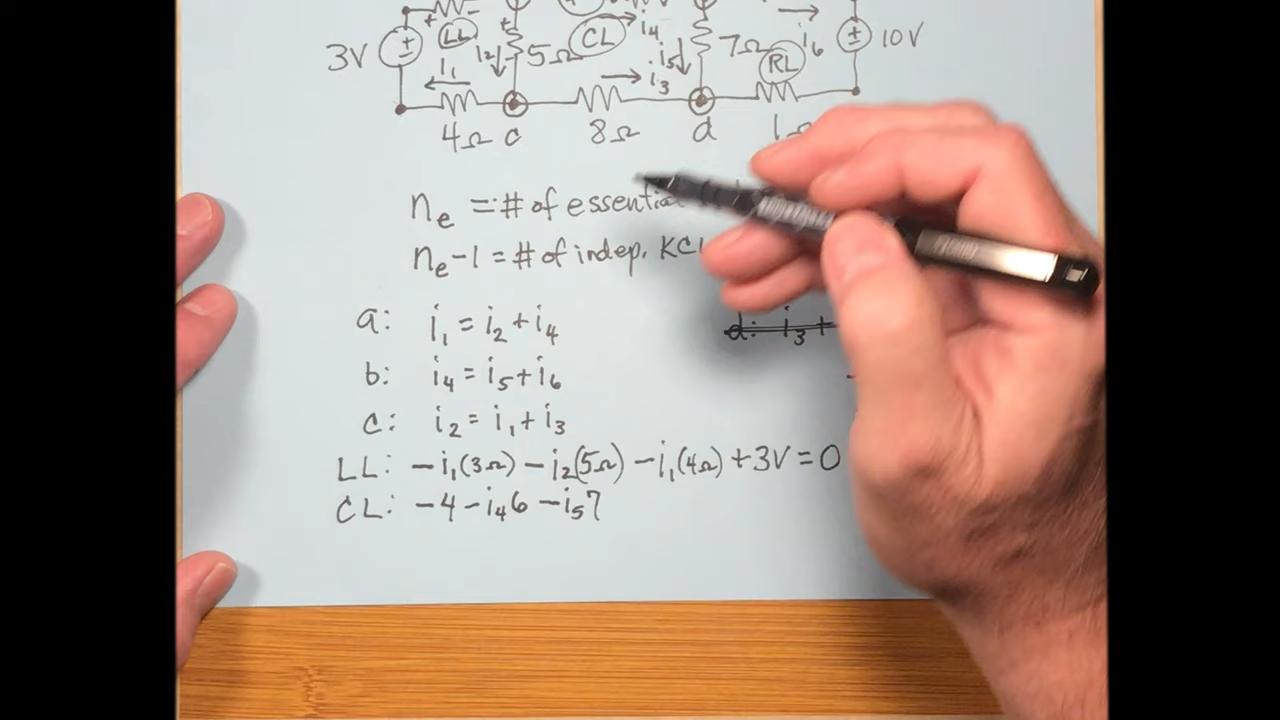 LL CL i₄
3V i₂ 5Ω i₅ 7Ω RL i₆ 10V
i₁ i₃
4Ω c 8Ω d
nₑ = # of essential
nₑ-1 = # of indep. KCL
a: i₁ = i₂ + i₄
d: i₃ +
b: i₄ = i₅ + i₆
c: i₂ = i₁ + i₃
LL: -i₁(3Ω) - i₂(5Ω) - i₁(4Ω) + 3V = 0
CL: -4 - i₄6 - i₅7